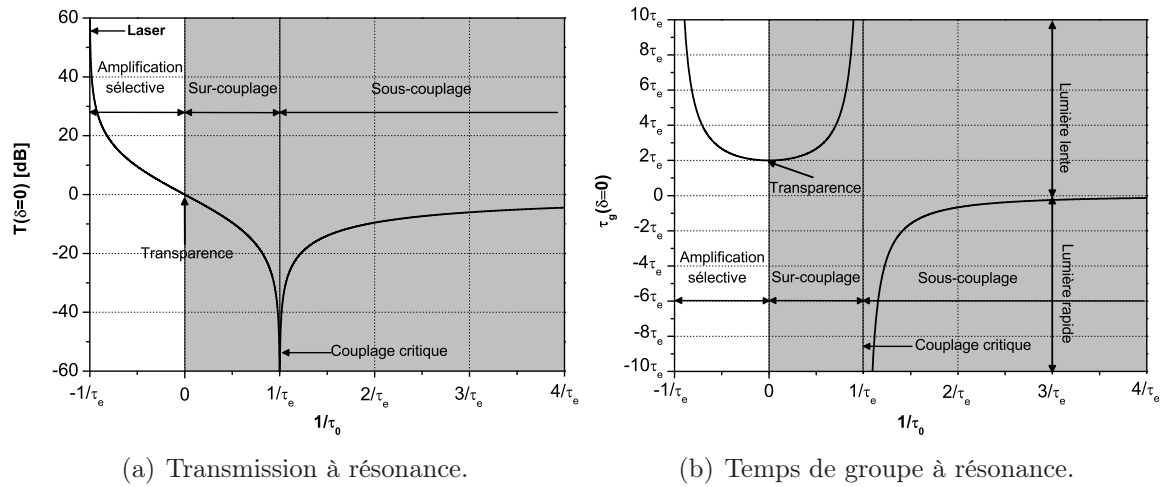 60
40
20
0
-20
-40
-60
T(δ=0) [dB]
Laser
Amplification
sélective
Sur-couplage
Sous-couplage
Transparence
Couplage critique
-1/τe
0
1/τe
2/τe
3/τe
4/τe
1/τ0
(a) Transmission à résonance.
10τe
8τe
6τe
4τe
2τe
0
-2τe
-4τe
-6τe
-8τe
-10τe
τg(δ=0)
Lumière lente
Transparence
Amplification
sélective
Sur-couplage
Sous-couplage
Lumière rapide
Couplage critique
-1/τe
0
1/τe
2/τe
3/τe
4/τe
1/τ0
(b) Temps de groupe à résonance.